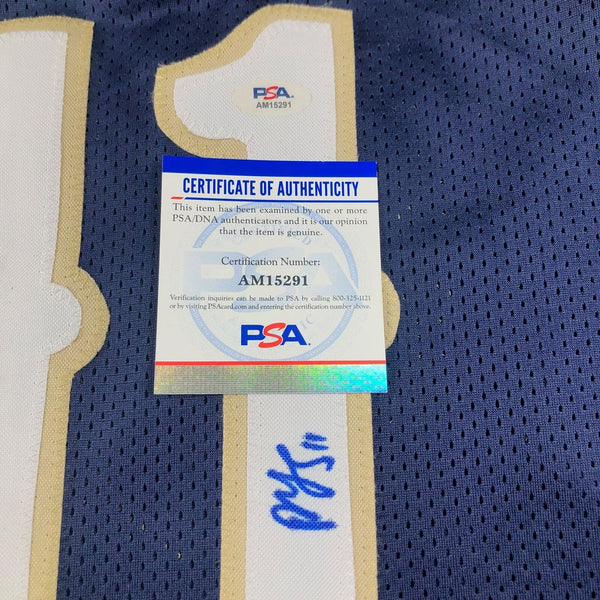 11
PSA
AM15291
CERTIFICATE OF AUTHENTICITY
This item has been examined by one or more
PSA/DNA authenticators and it is our opinion
that the item is genuine.
Certification Number:
AM15291
Verification inquiries can be made to PSA by calling 800-325-1121
or by visiting PSAcard.com and entering the certification number above.
PSA.
11